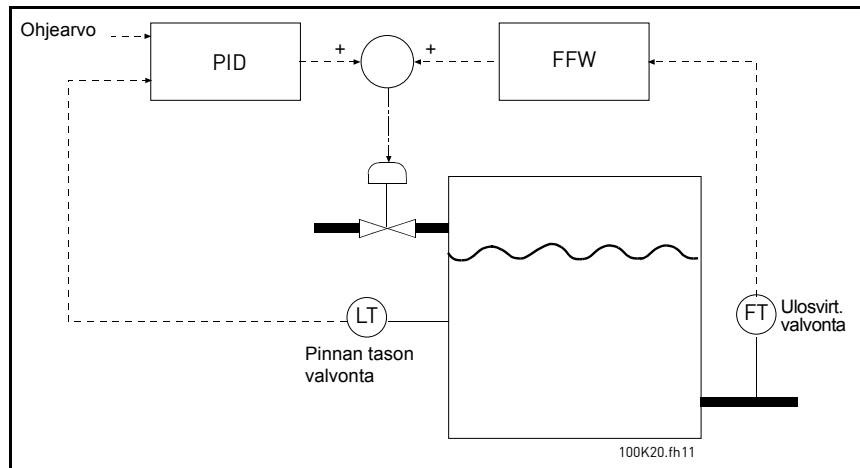 Ohjearvo
PID
+
+
FFW
LT
Pinnan tason
valvonta
FT
Ulosvirt.
valvonta
100K20.fh11